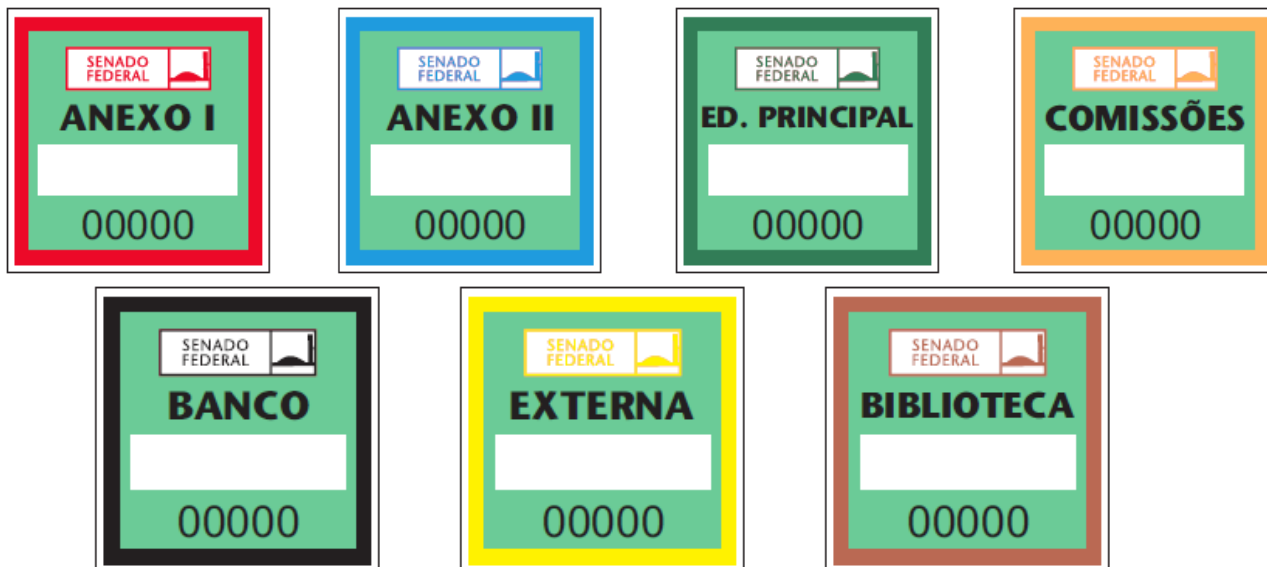 SENADO
FEDERAL
ANEXO I
00000
SENADO
FEDERAL
ANEXO II
00000
SENADO
FEDERAL
ED. PRINCIPAL
00000
SENADO
FEDERAL
COMISSÕES
00000
SENADO
FEDERAL
BANCO
00000
SENADO
FEDERAL
EXTERNA
00000
SENADO
FEDERAL
BIBLIOTECA
00000